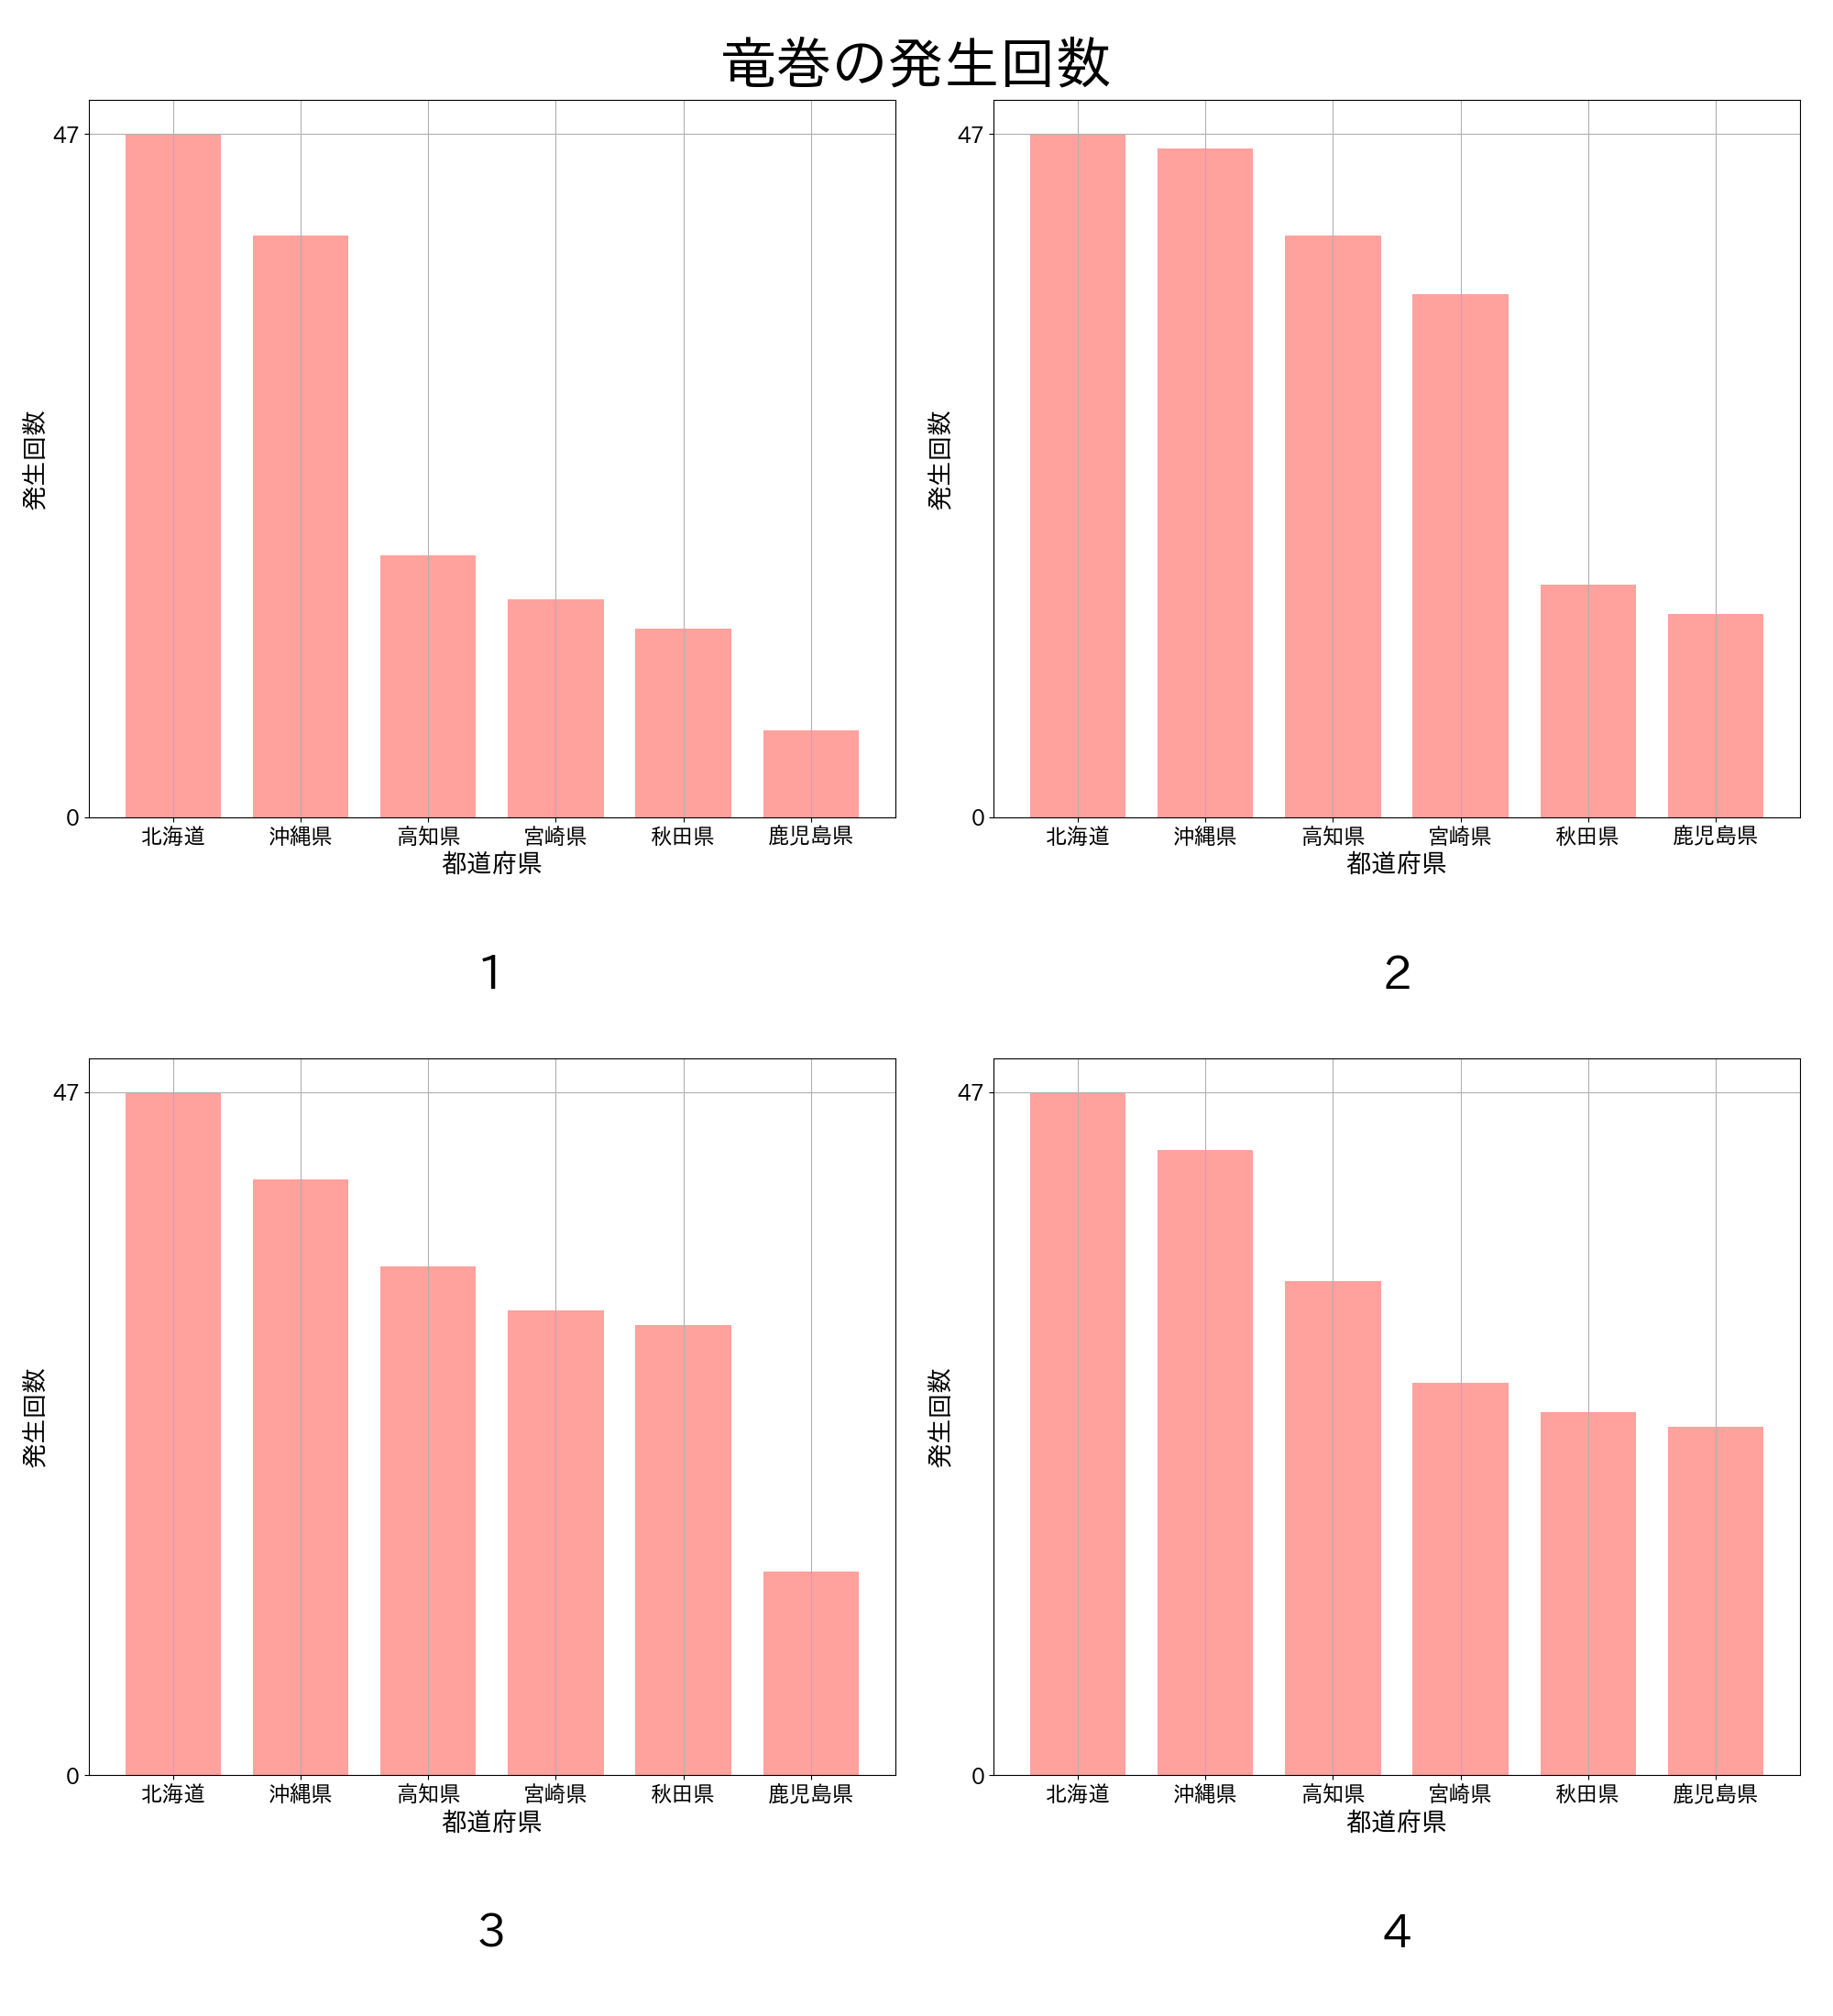 竜巻の発生回数
47
発生回数
0
北海道 沖縄県 高知県 宮崎県 秋田県 鹿児島県
都道府県
1
47
発生回数
0
北海道 沖縄県 高知県 宮崎県 秋田県 鹿児島県
都道府県
2
47
発生回数
0
北海道 沖縄県 高知県 宮崎県 秋田県 鹿児島県
都道府県
3
47
発生回数
0
北海道 沖縄県 高知県 宮崎県 秋田県 鹿児島県
都道府県
4